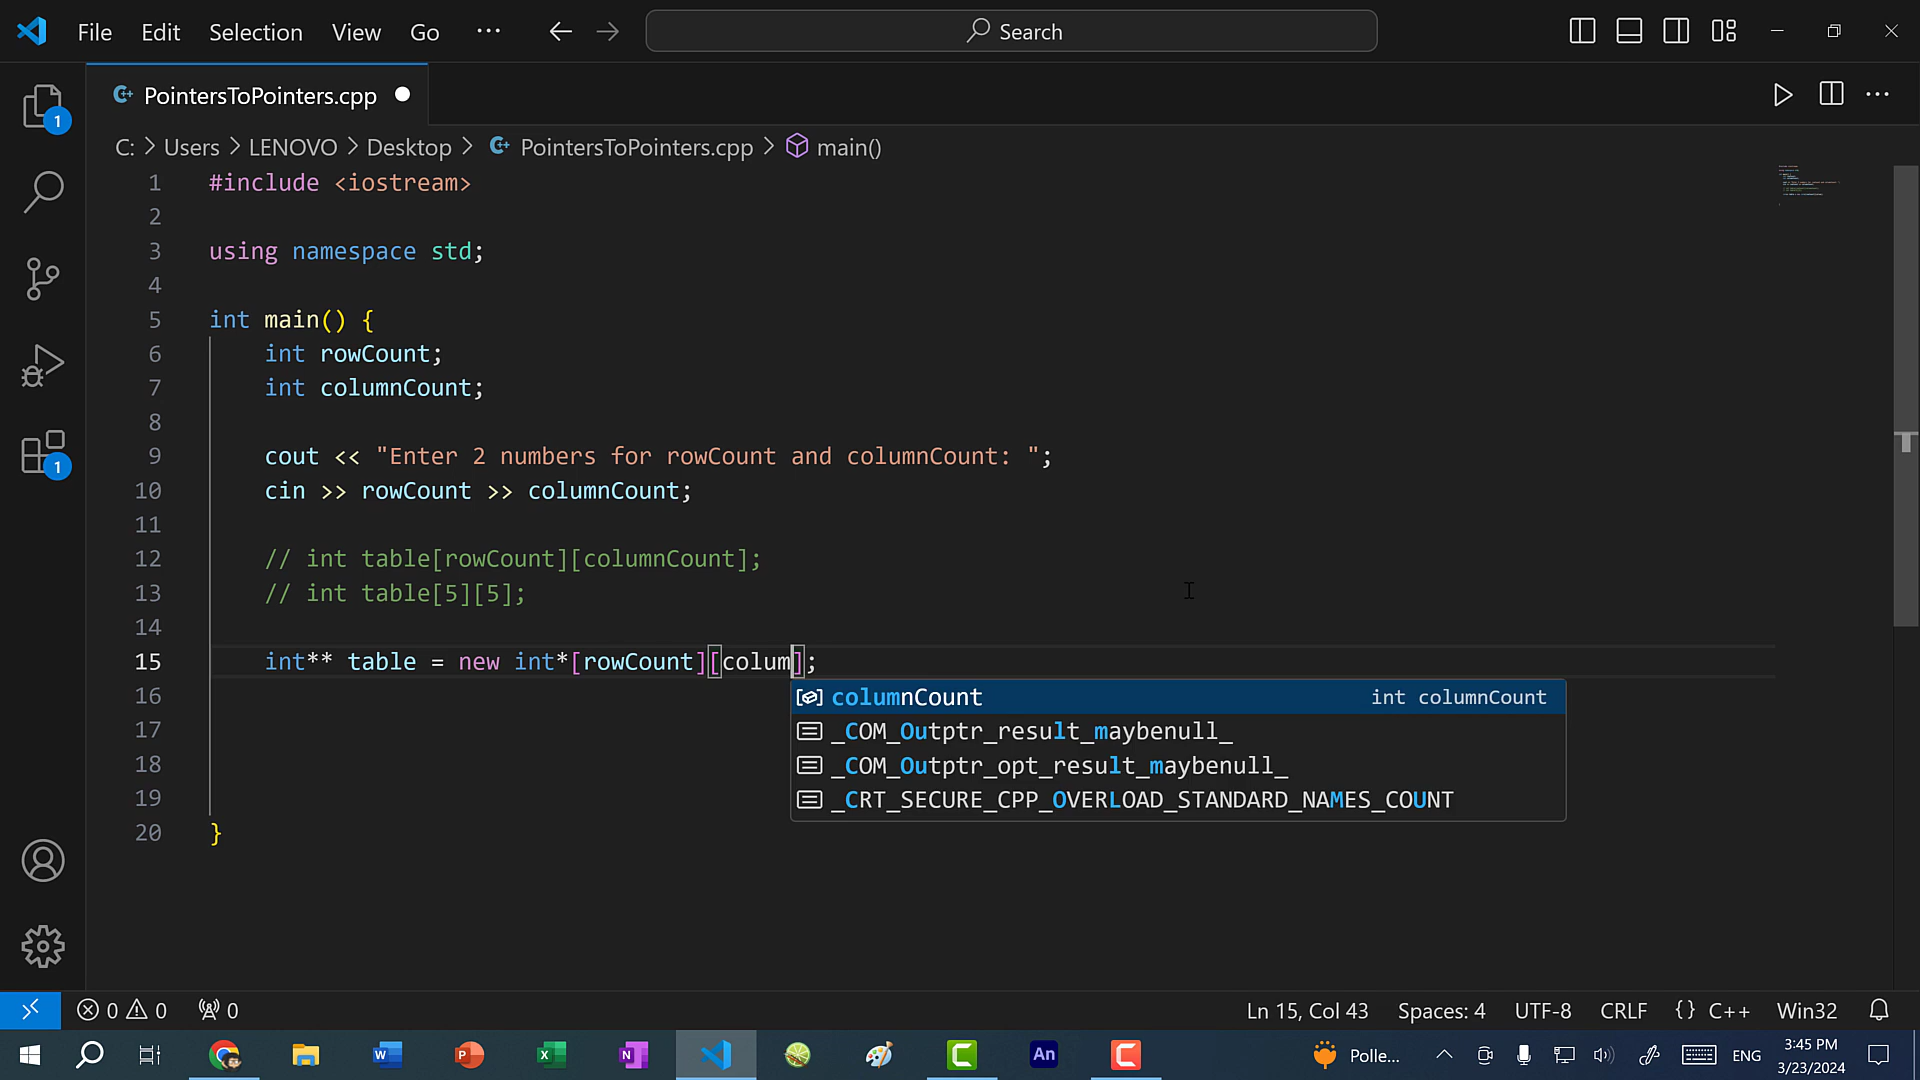 File Edit Selection View Go ··· Search
PointersToPointers.cpp
C: > Users > LENOVO > Desktop > PointersToPointers.cpp > main()
1 #include <iostream>
2
3 using namespace std;
4
5 int main() {
6 int rowCount;
7 int columnCount;
8
9 cout << "Enter 2 numbers for rowCount and columnCount: ";
10 cin >> rowCount >> columnCount;
11
12 // int table[rowCount][columnCount];
13 // int table[5][5];
14
15 int** table = new int*[rowCount][colum];
16
17
18
19
20 }
columnCount int columnCount
_COM_Outptr_result_maybenull_
_COM_Outptr_opt_result_maybenull_
_CRT_SECURE_CPP_OVERLOAD_STANDARD_NAMES_COUNT
1
1
0 0 0 Ln 15, Col 43 Spaces: 4 UTF-8 CRLF {} C++ Win32
Polle... ENG 3:45 PM
3/23/2024
An